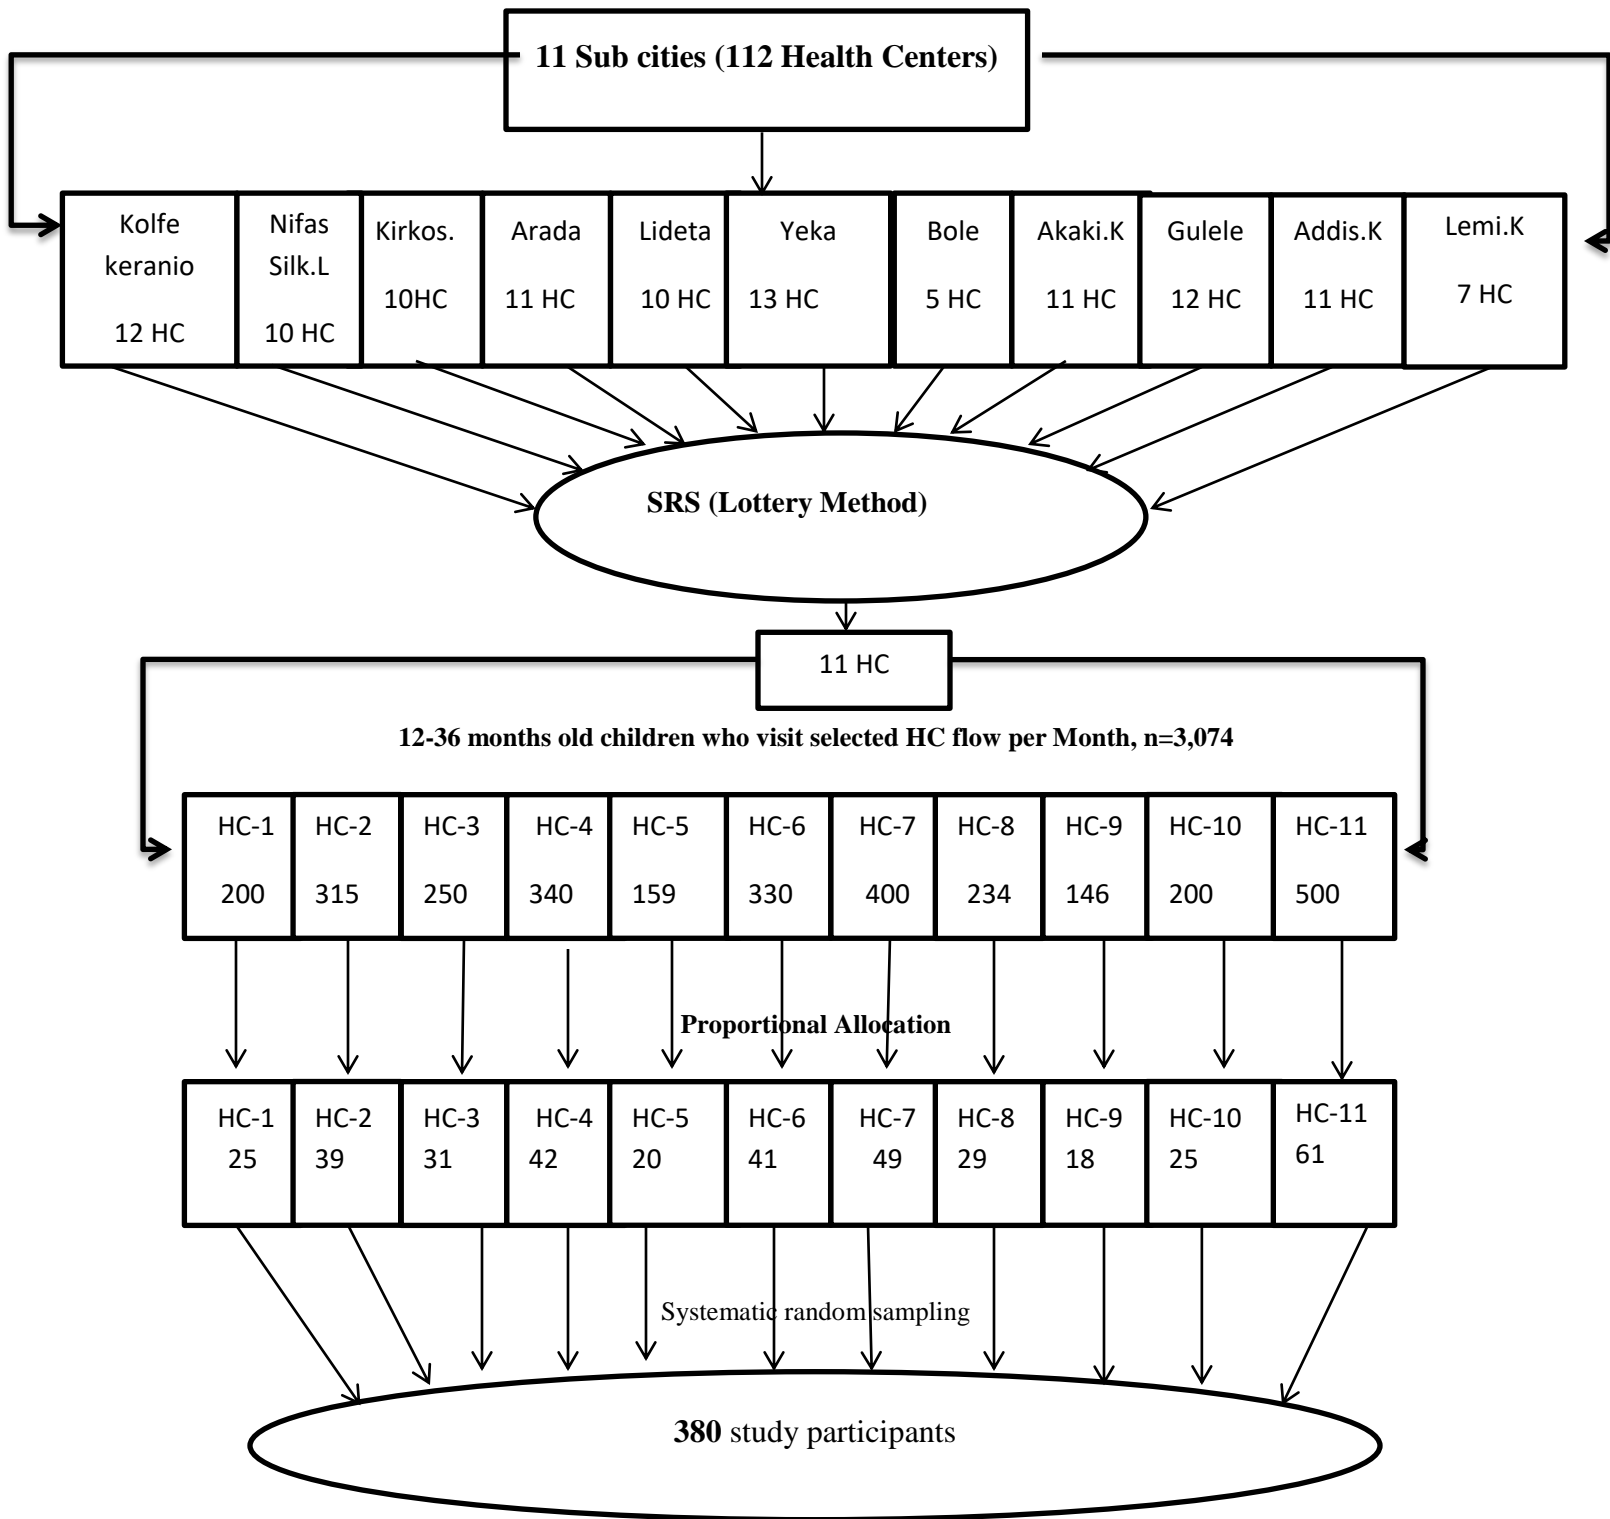 11 Sub cities (112 Health Centers)
Kolfe
keranio
12 HC
Nifas
Silk.L
10 HC
Kirkos.
10HC
Arada
11 HC
Lideta
10 HC
Yeka
13 HC
Bole
5 HC
Akaki.K
11 HC
Gulele
12 HC
Addis.K
11 HC
Lemi.K
7 HC
SRS (Lottery Method)
11 HC
12-36 months old children who visit selected HC flow per Month, n=3,074
HC-1
200
HC-2
315
HC-3
250
HC-4
340
HC-5
159
HC-6
330
HC-7
400
HC-8
234
HC-9
146
HC-10
200
HC-11
500
Proportional Allocation
HC-1
25
HC-2
39
HC-3
31
HC-4
42
HC-5
20
HC-6
41
HC-7
49
HC-8
29
HC-9
18
HC-10
25
HC-11
61
Systematic random sampling
380 study participants